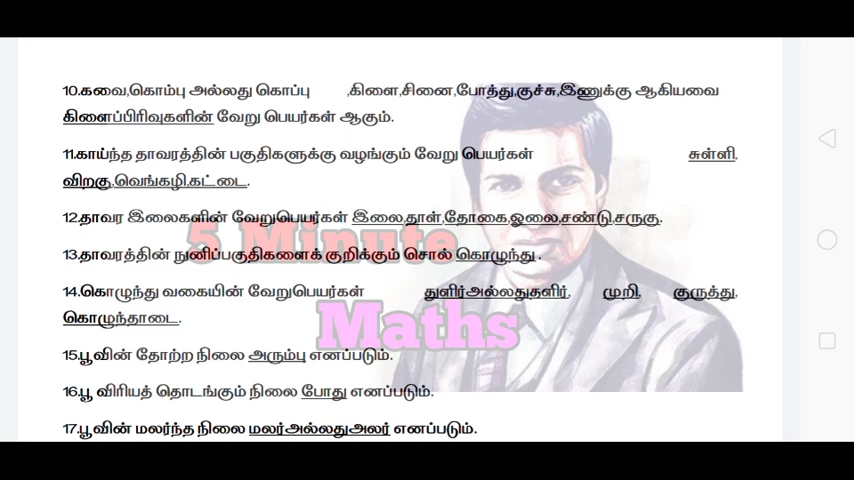 10.கவை,கொம்பு அல்லது கொப்பு ,கிளை,சினை,போத்து,குச்சு,இணுக்கு ஆகியவை
கிளைப்பிரிவுகளின் வேறு பெயர்கள் ஆகும்.
11.காய்ந்த தாவரத்தின் பகுதிகளுக்கு வழங்கும் வேறு பெயர்கள் சுள்ளி,
விறகு,வெங்கழி,கட்டை.
12.தாவர இலைகளின் வேறுபெயர்கள் இலை,தாள்,தோகை,ஓலை,சண்டு,சருகு.
5 Minute
13.தாவரத்தின் நுனிப்பகுதிகளைக் குறிக்கும் சொல் கொழுந்து .
14.கொழுந்து வகையின் வேறுபெயர்கள் துளிர்அல்லதுதளிர், முறி, குருத்து,
கொழுந்தாடை.
Maths
15.பூவின் தோற்ற நிலை அரும்பு எனப்படும்.
16.பூ விரியத் தொடங்கும் நிலை போது எனப்படும்.
17.பூவின் மலர்ந்த நிலை மலர்அல்லதுஅலர் எனப்படும்.